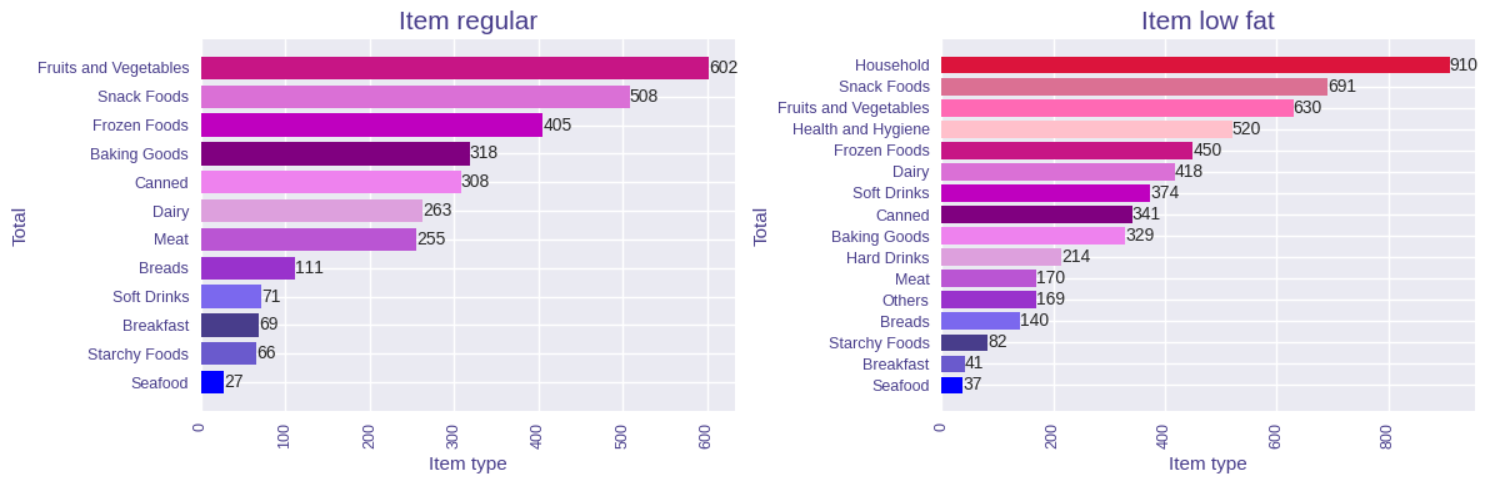 Item regular
Total
Fruits and Vegetables 602
Snack Foods 508
Frozen Foods 405
Baking Goods 318
Canned 308
Dairy 263
Meat 255
Breads 111
Soft Drinks 71
Breakfast 69
Starchy Foods 66
Seafood 27
0 100 200 300 400 500 600
Item type
Item low fat
Total
Household 910
Snack Foods 691
Fruits and Vegetables 630
Health and Hygiene 520
Frozen Foods 450
Dairy 418
Soft Drinks 374
Canned 341
Baking Goods 329
Hard Drinks 214
Meat 170
Others 169
Breads 140
Starchy Foods 82
Breakfast 41
Seafood 37
0 200 400 600 800
Item type